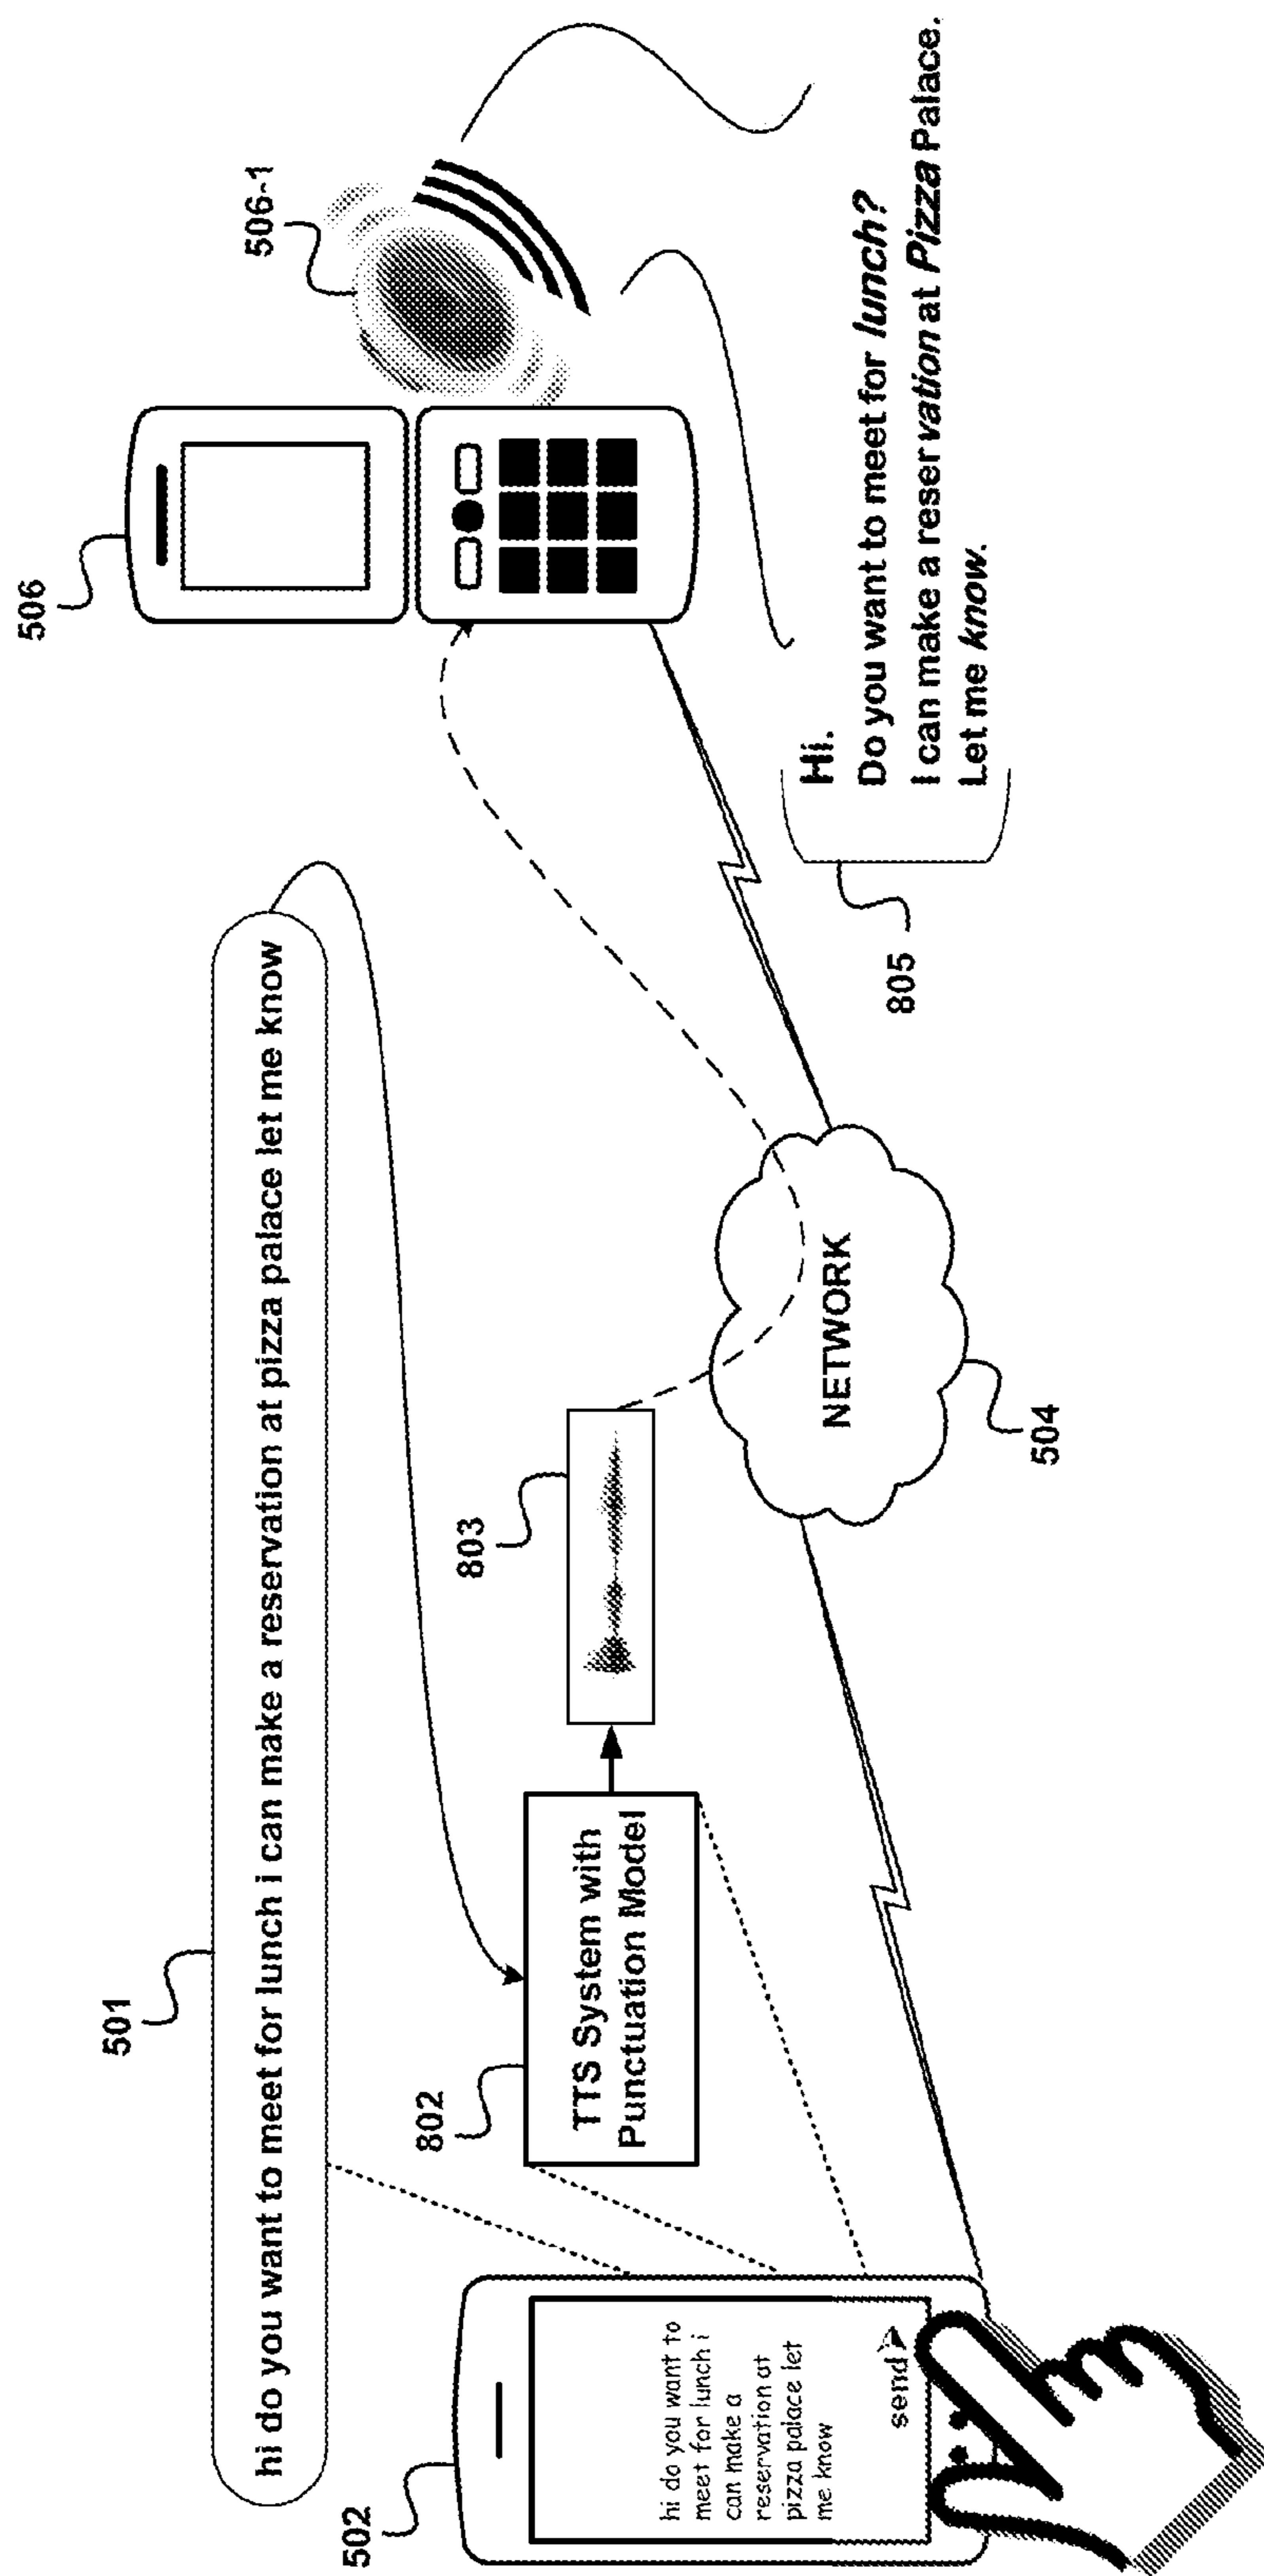 501
hi do you want to meet for lunch i can make a reservation at pizza palace let me know
506
506-1
802
TTS System with
Punctuation Model
803
502
hi do you want to
meet for lunch i
can make a
reservation at
pizza palace let
me know
send
NETWORK
504
805
Hi.
Do you want to meet for lunch?
I can make a reservation at Pizza Palace.
Let me know.